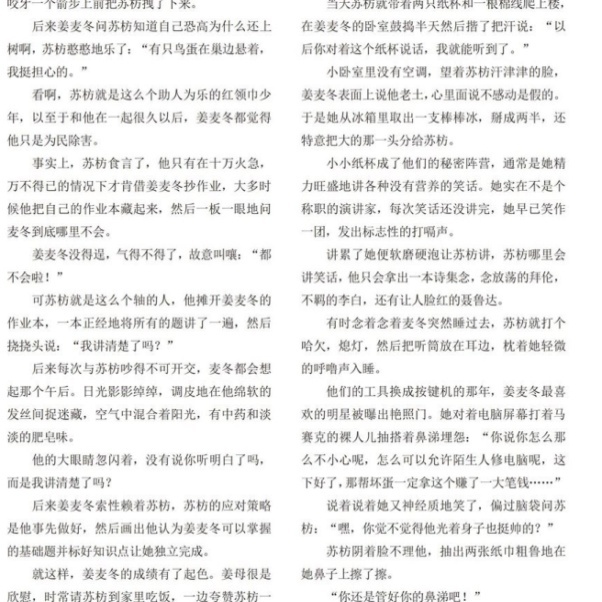 咬牙一个箭步上前把苏枋拽了下来。
后来姜麦冬问苏枋知道自己恐高为什么还上
树啊，苏枋憨憨地乐了：“有只鸟蛋在巢边悬着，
我挺担心的。”
看啊，苏枋就是这么个助人为乐的红领巾少
年，以至于和他在一起很久以后，姜麦冬都觉得
他只是为民除害。
事实上，苏枋食言了，他只有在十万火急，
万不得已的情况下才肯借姜麦冬抄作业，大多时
候他把自己的作业本藏起来，然后一板一眼地问
麦冬到底哪里不会。
姜麦冬没得逞，气得不得了，故意叫嚷：“都
不会啦！”
可苏枋就是这么个轴的人，他摊开姜麦冬的
作业本，一本正经地将所有的题讲了一遍，然后
挠挠头说：“我讲清楚了吗？”
后来每次与苏枋吵得不可开交，麦冬都会想
起那个午后。日光影影绰绰，调皮地在他绵软的
发丝间捉迷藏，空气中混合着阳光，有中药和淡
淡的肥皂味。
他的大眼睛忽闪着，没有说你听明白了吗，
而是我讲清楚了吗？
后来姜麦冬索性赖着苏枋，苏枋的应对策略
是他事先做好，然后画出他认为姜麦冬可以掌握
的基础题并标好知识点让她独立完成。
就这样，姜麦冬的成绩有了起色。姜母很是
欣慰，时常请苏枋到家里吃饭，一边夸赞苏枋一
当天苏枋就带着两只纸杯和一根棉线爬上楼，
在姜麦冬的卧室鼓捣半天然后揩了把汗说：“以
后你对着这个纸杯说话，我就能听到了。”
小卧室里没有空调，望着苏枋汗津津的脸，
姜麦冬表面上说他老土，心里面说不感动是假的。
于是她从冰箱里取出一支棒棒冰，掰成两半，还
特意把大的那一头分给苏枋。
小小纸杯成了他们的秘密阵营，通常是她精
力旺盛地讲各种没有营养的笑话。她实在不是个
称职的演讲家，每次笑话还没讲完，她早已笑作
一团，发出标志性的打嗝声。
讲累了她便软磨硬泡让苏枋讲，苏枋哪里会
讲笑话，他只会拿出一本诗集念，念放荡的拜伦，
不羁的李白，还有让人脸红的聂鲁达。
有时念着念着麦冬突然睡过去，苏枋就打个
哈欠，熄灯，然后把听筒放在耳边，枕着她轻微
的呼噜声入睡。
他们的工具换成按键机的那年，姜麦冬最喜
欢的明星被曝出艳照门。她对着电脑屏幕打着马
赛克的裸人儿抽搭着鼻涕埋怨：“你说你怎么那
么不小心呢，怎么可以允许陌生人修电脑呢，这
下好了，那帮坏蛋一定拿这个赚了一大笔钱……”
说着说着她又神经质地笑了，偏过脑袋问苏
枋：“嘿，你觉不觉得他光着身子也挺帅的？”
苏枋阴着脸不理他，抽出两张纸巾粗鲁地在
她鼻子上擦了擦。
“你还是管好你的鼻涕吧！”